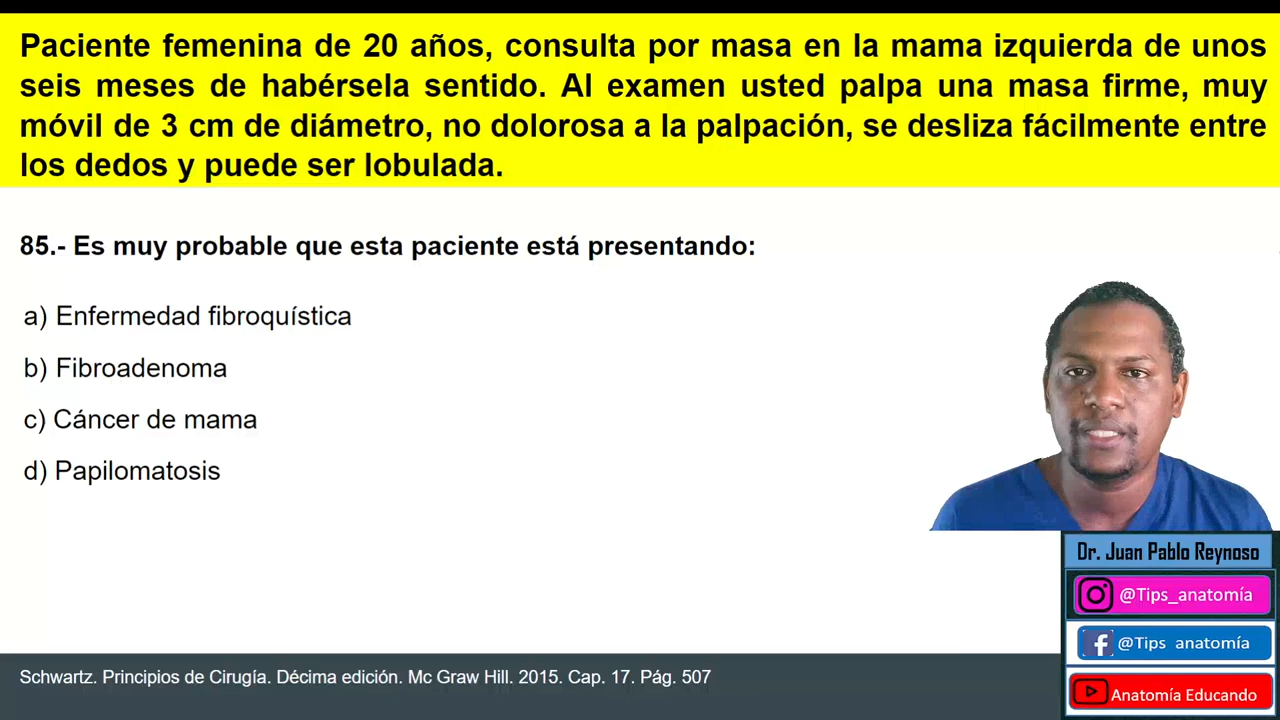 Paciente femenina de 20 años, consulta por masa en la mama izquierda de unos
seis meses de habérsela sentido. Al examen usted palpa una masa firme, muy
móvil de 3 cm de diámetro, no dolorosa a la palpación, se desliza fácilmente entre
los dedos y puede ser lobulada.
85.- Es muy probable que esta paciente está presentando:
a) Enfermedad fibroquística
b) Fibroadenoma
c) Cáncer de mama
d) Papilomatosis
Dr. Juan Pablo Reynoso
@Tips_anatomía
@Tips anatomía
Anatomía Educando
Schwartz. Principios de Cirugía. Décima edición. Mc Graw Hill. 2015. Cap. 17. Pág. 507